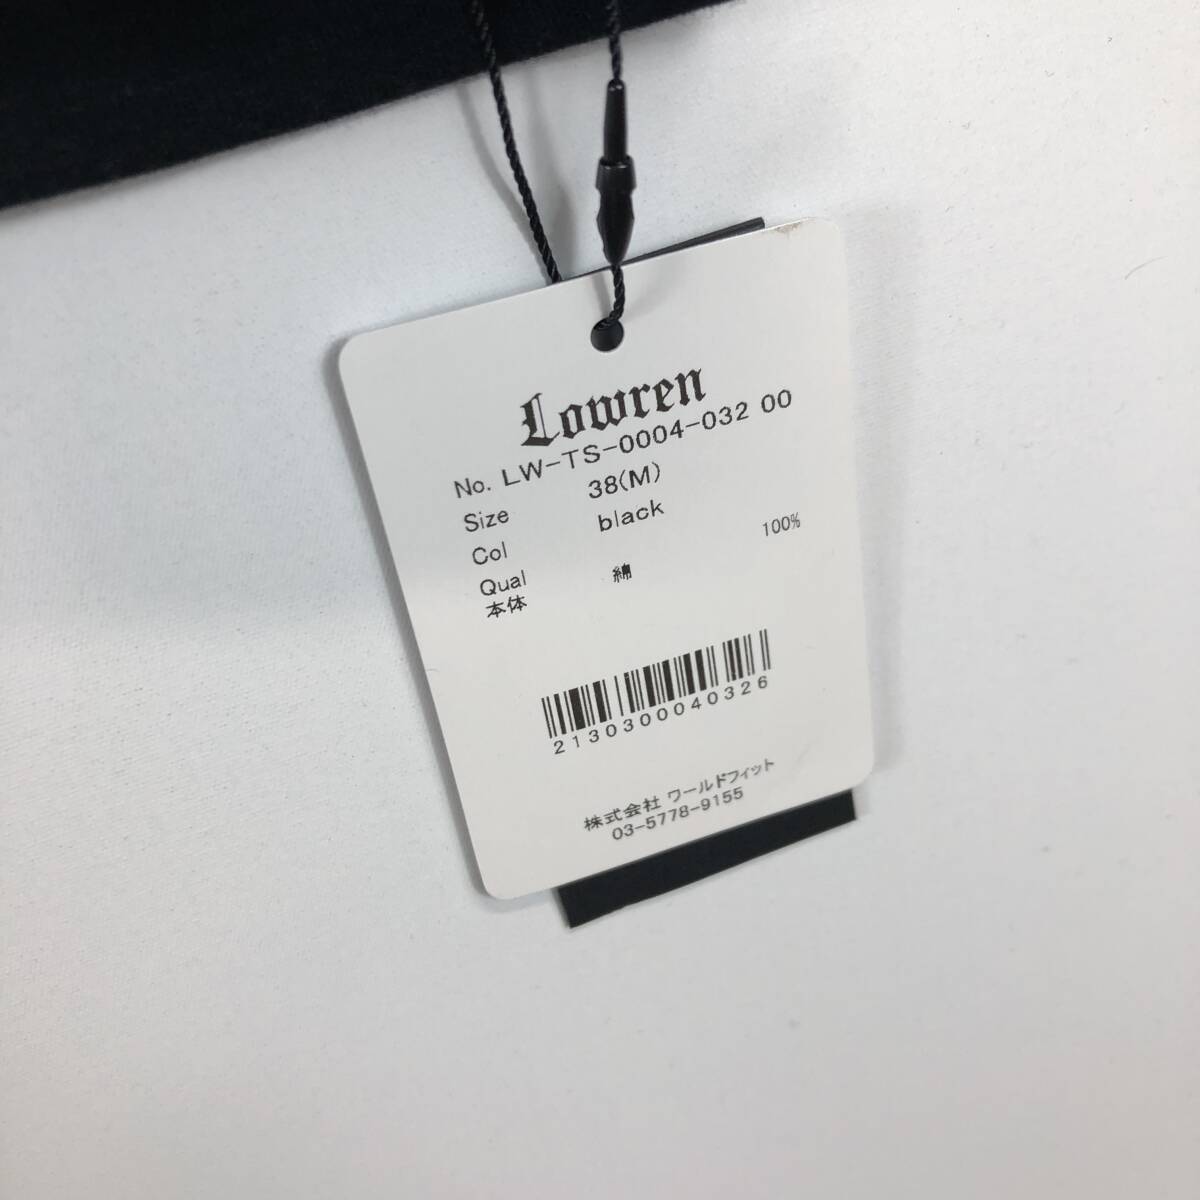 Lowren
No. LW-TS-0004-032 00
Size 38(M)
Col black
Qual
本体 綿 100%
2130300040326
株式会社 ワールドフィット
03-5778-9155